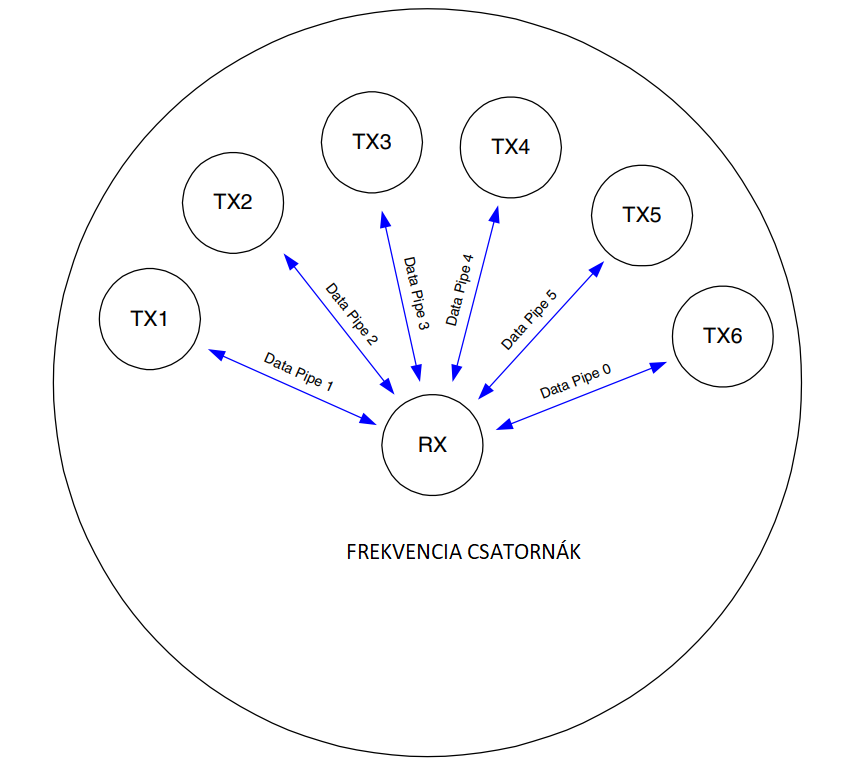 TX1
TX2
TX3
TX4
TX5
TX6
Data Pipe 1
Data Pipe 2
Data Pipe 3
Data Pipe 4
Data Pipe 5
Data Pipe 0
RX
FREKVENCIA CSATORNÁK